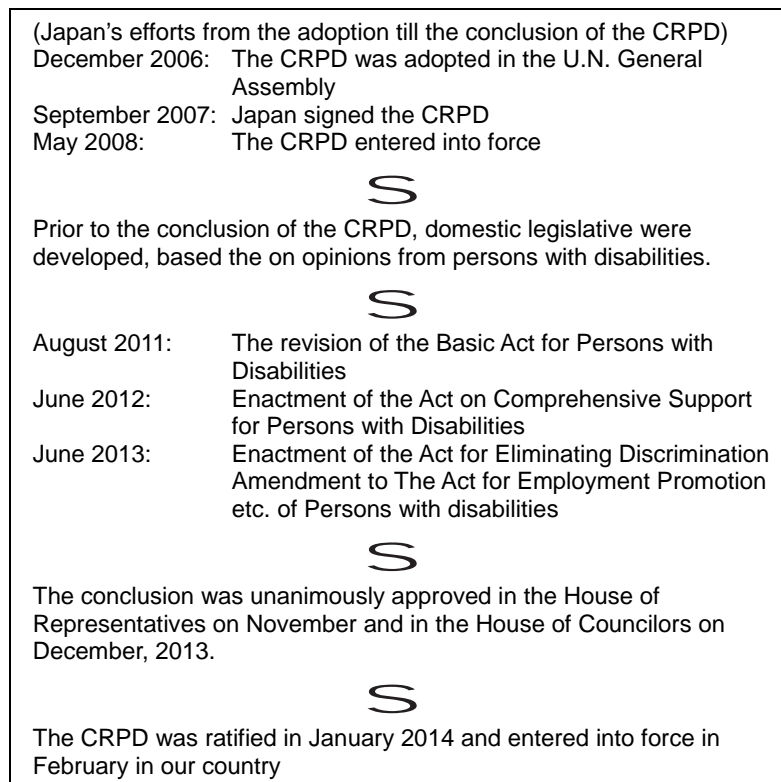 (Japan's efforts from the adoption till the conclusion of the CRPD)
December 2006: The CRPD was adopted in the U.N. General
Assembly
September 2007: Japan signed the CRPD
May 2008: The CRPD entered into force
S
Prior to the conclusion of the CRPD, domestic legislative were
developed, based the on opinions from persons with disabilities.
S
August 2011: The revision of the Basic Act for Persons with
Disabilities
June 2012: Enactment of the Act on Comprehensive Support
for Persons with Disabilities
June 2013: Enactment of the Act for Eliminating Discrimination
Amendment to The Act for Employment Promotion
etc. of Persons with disabilities
S
The conclusion was unanimously approved in the House of
Representatives on November and in the House of Councilors on
December, 2013.
S
The CRPD was ratified in January 2014 and entered into force in
February in our country